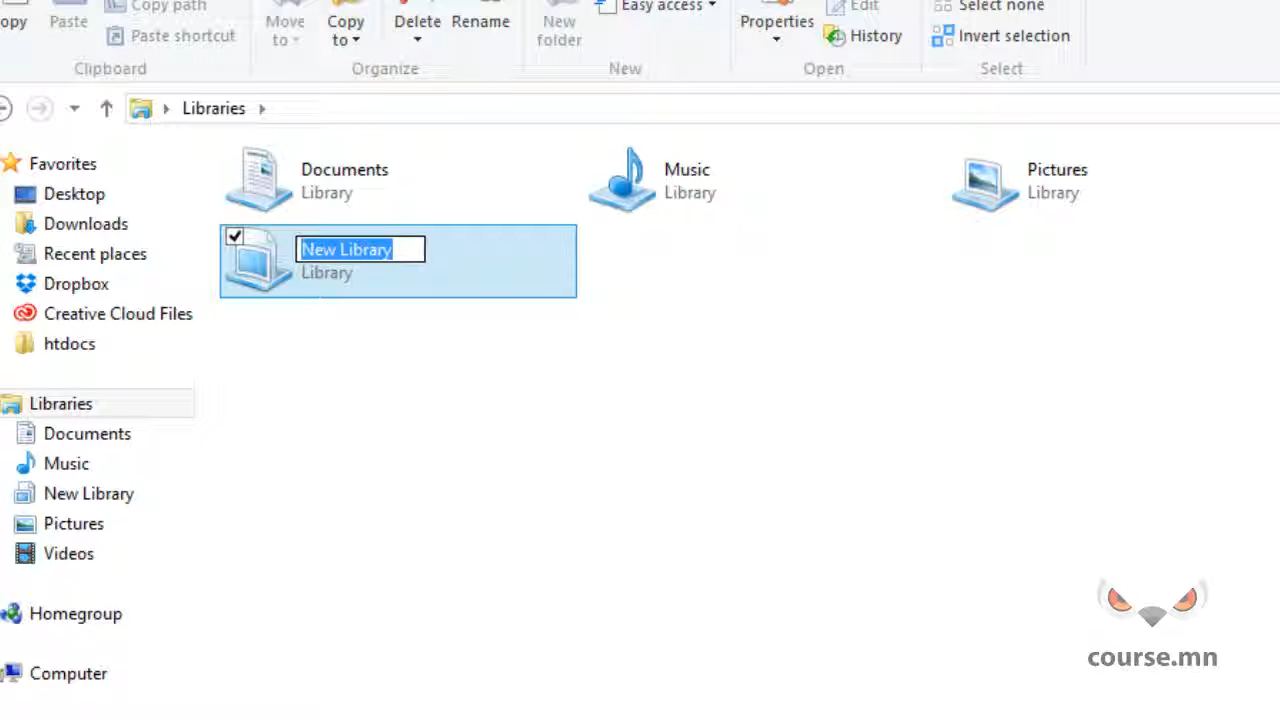 Copy path
Easy access
Edit
Select none
opy
Paste
Move
to
Copy
to
Delete
Rename
New
folder
Properties
Paste shortcut
History
Invert selection
Clipboard
Organize
New
Open
Select
Libraries
Favorites
Desktop
Downloads
Recent places
Dropbox
Creative Cloud Files
htdocs
Libraries
Documents
Music
New Library
Pictures
Videos
Homegroup
Computer
Documents
Library
Music
Library
Pictures
Library
New Library
Library
course.mn